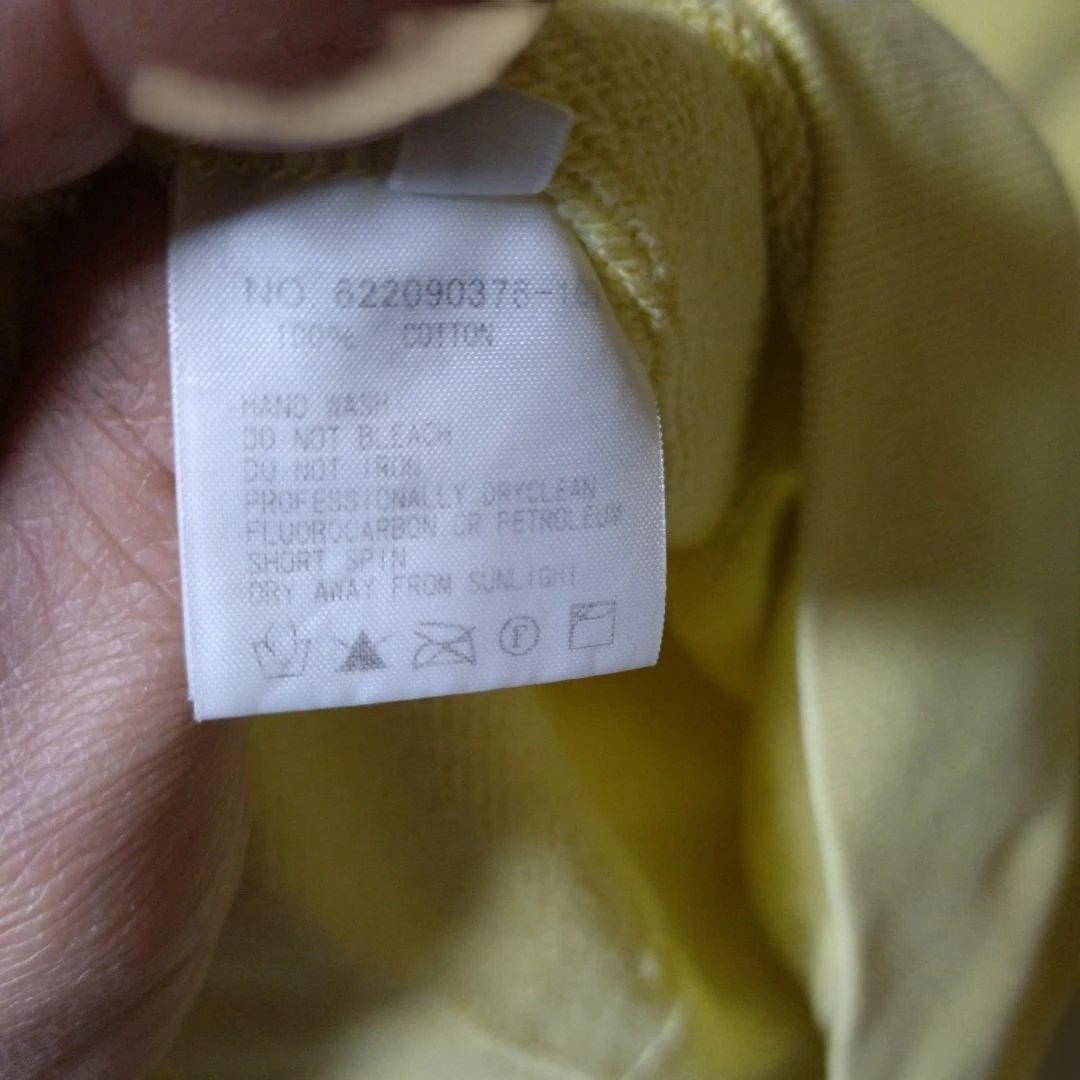 NO. 622090376-
100% COTTON
HAND WASH
DO NOT BLEACH
DO NOT IRON
PROFESSIONALLY DRYCLEAN
FLUOROCARBON OR PETROLEUM
SHORT SPIN
DRY AWAY FROM SUNLIGHT
F